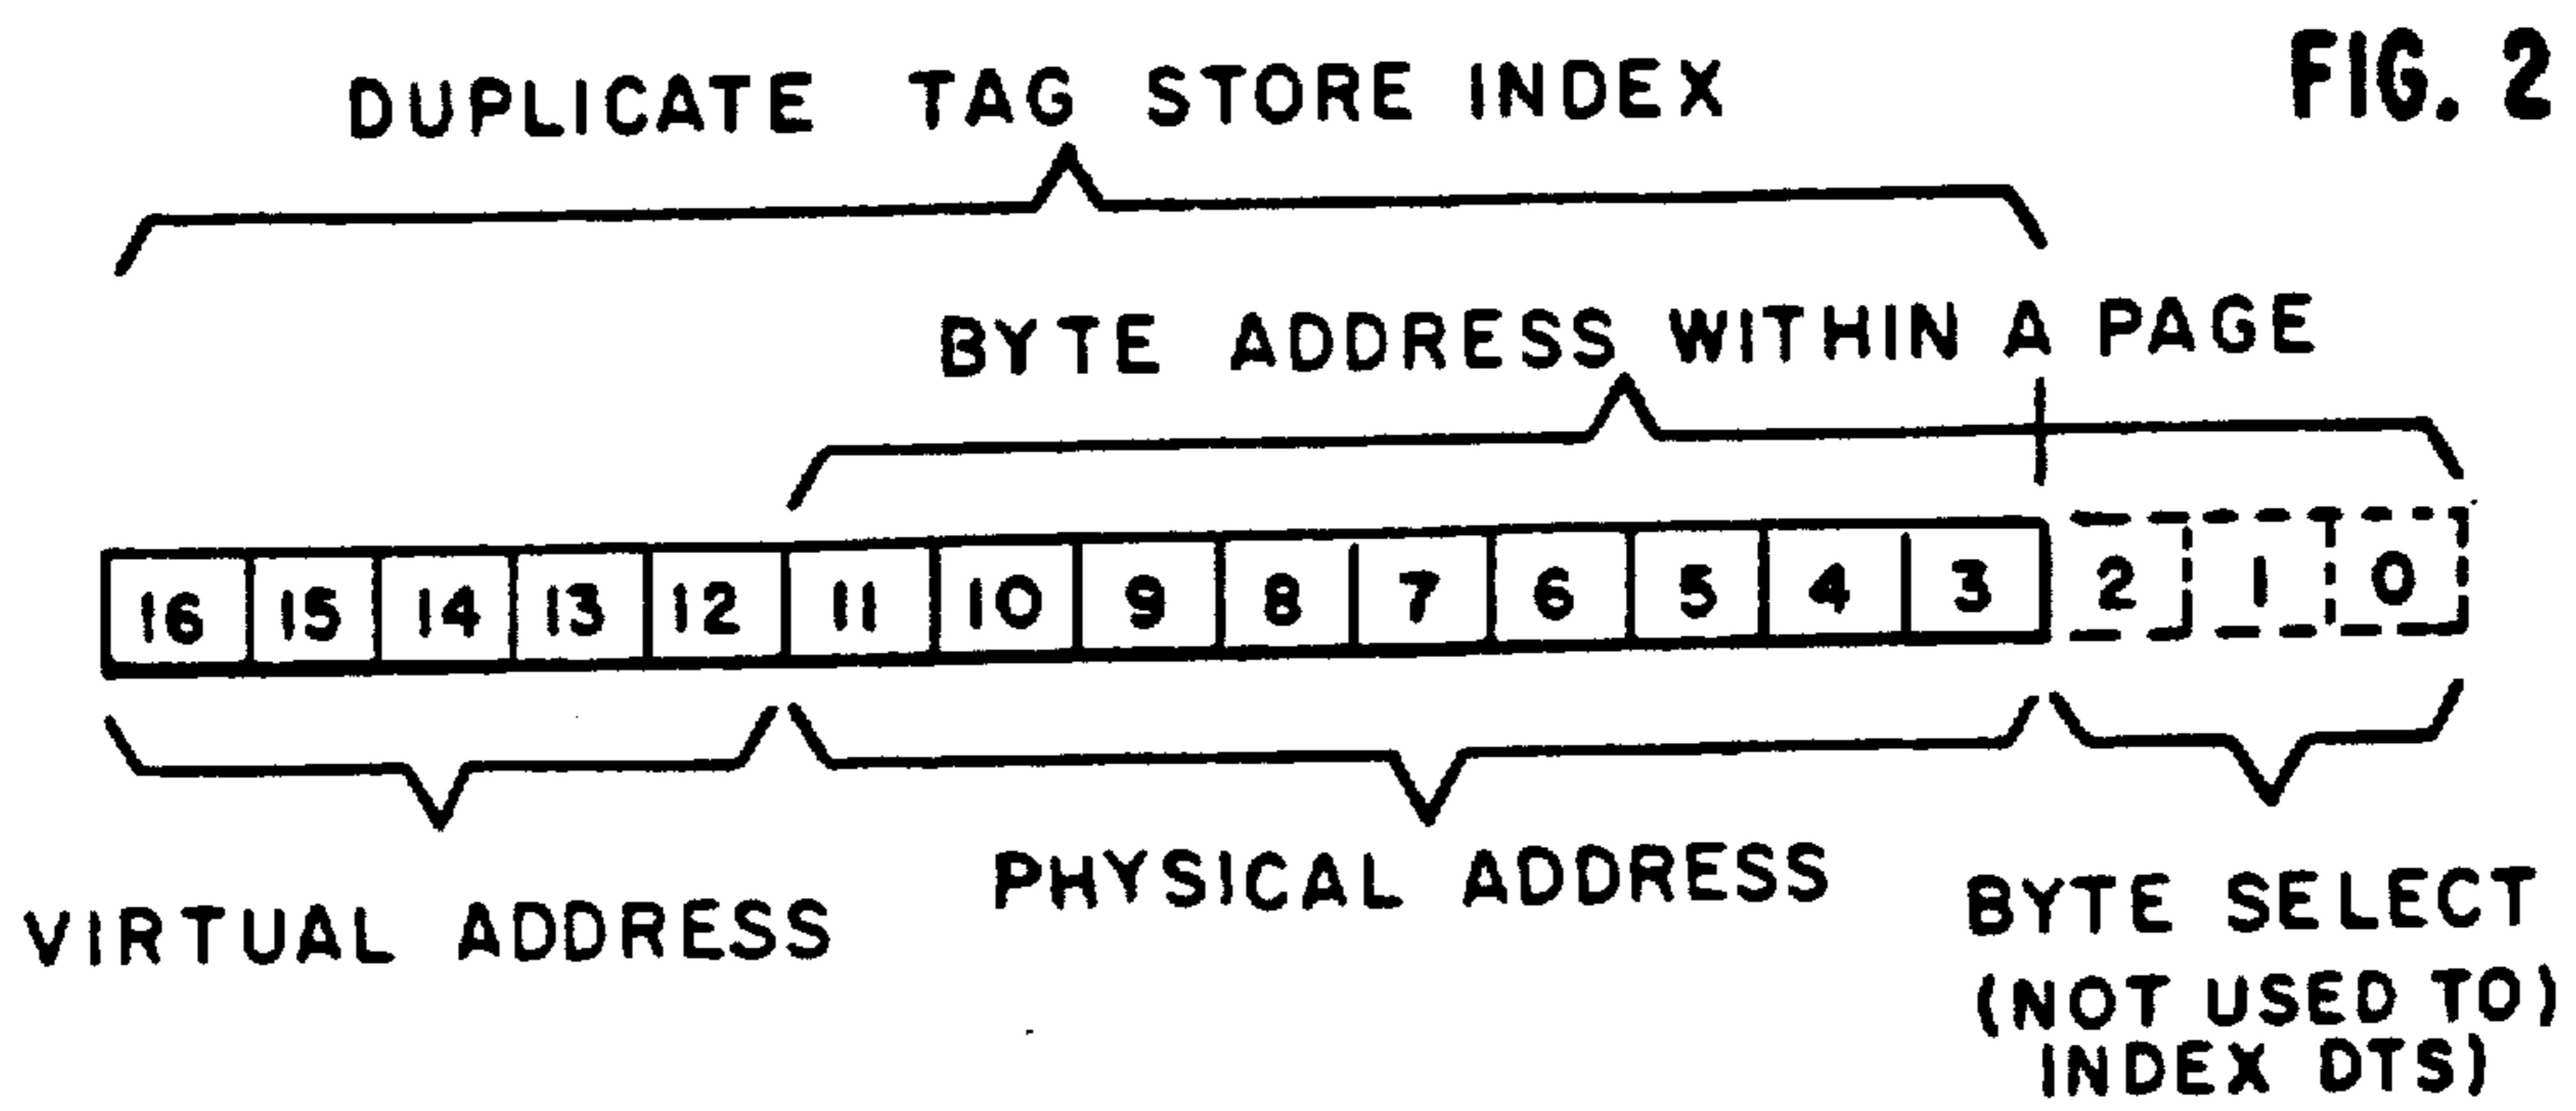 FIG. 2
DUPLICATE TAG STORE INDEX
BYTE ADDRESS WITHIN A PAGE
16 15 14 13 12 11 10 9 8 7 6 5 4 3 2 1 0
VIRTUAL ADDRESS
PHYSICAL ADDRESS
BYTE SELECT
(NOT USED TO)
INDEX DTS)